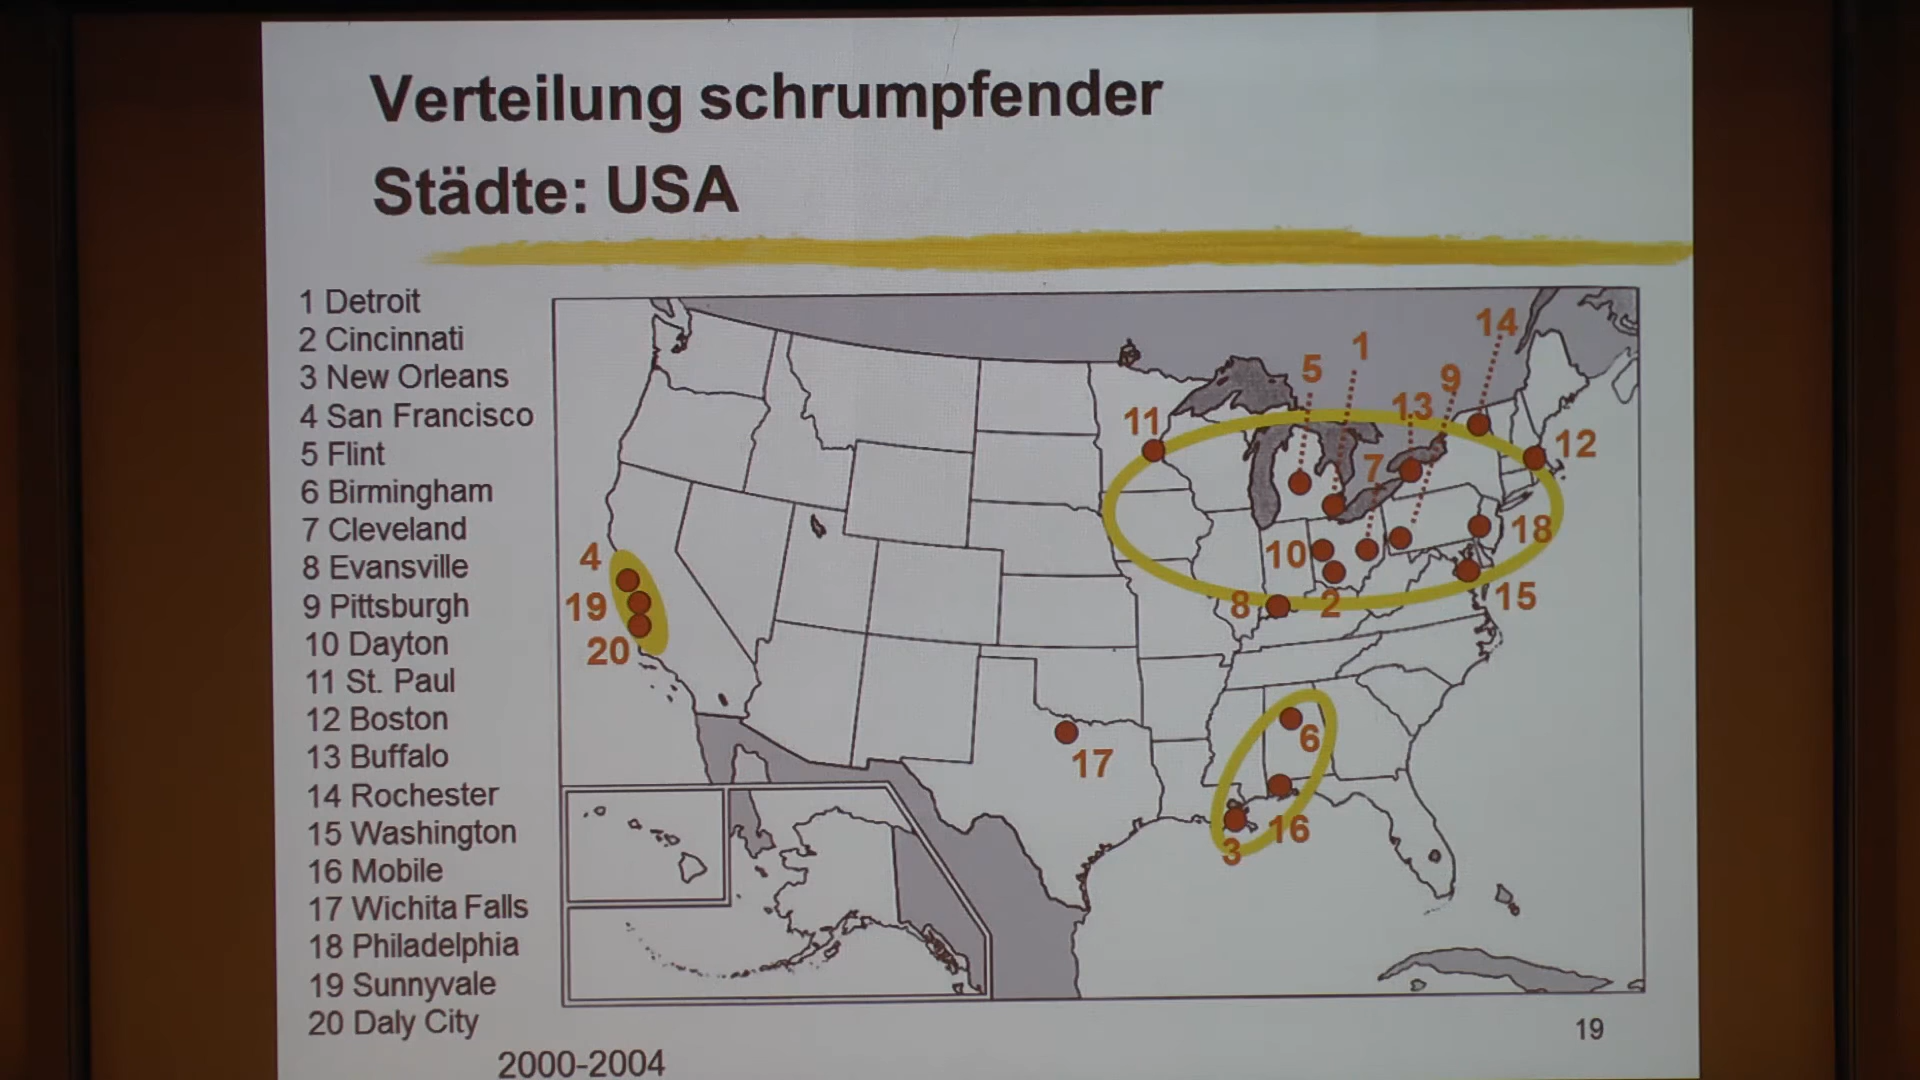 Verteilung schrumpfender
Städte: USA
1 Detroit
2 Cincinnati
3 New Orleans
4 San Francisco
5 Flint
6 Birmingham
7 Cleveland
8 Evansville
9 Pittsburgh
10 Dayton
11 St. Paul
12 Boston
13 Buffalo
14 Rochester
15 Washington
16 Mobile
17 Wichita Falls
18 Philadelphia
19 Sunnyvale
20 Daly City
2000-2004
14
1
5
9
13
11
12
7
18
10
4
15
19
8
2
20
6
17
16
3
19